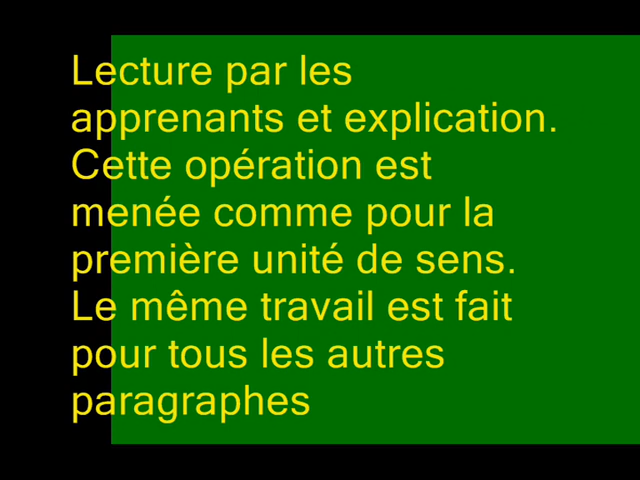 Lecture par les
apprenants et explication.
Cette opération est
menée comme pour la
première unité de sens.
Le même travail est fait
pour tous les autres
paragraphes